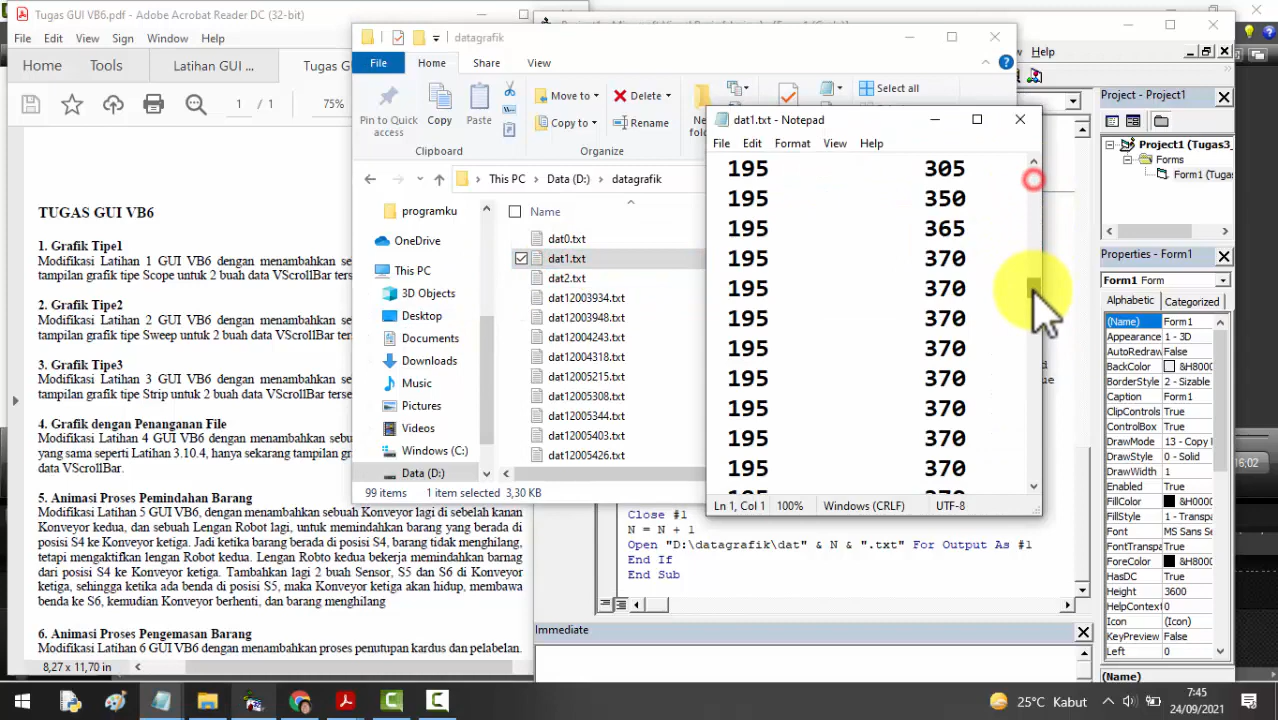 Tugas GUI VB6.pdf - Adobe Acrobat Reader DC (32-bit)
File Edit View Sign Window Help
Home Tools Latihan GUI ... Tugas
1 / 1 75%
TUGAS GUI VB6
1. Grafik Tipe1
Modifikasi Latihan 1 GUI VB6 dengan menambahkan
tampilan grafik tipe Scope untuk 2 buah data VScrollBar
2. Grafik Tipe2
Modifikasi Latihan 2 GUI VB6 dengan menambahkan
tampilan grafik tipe Sweep untuk 2 buah data VScrollBar
3. Grafik Tipe3
Modifikasi Latihan 3 GUI VB6 dengan menambahkan
tampilan grafik tipe Strip untuk 2 buah data VScrollBar
4. Grafik dengan Penanganan File
Modifikasi Latihan 4 GUI VB6 dengan menambahkan
yang sama seperti Latihan 3.10.4, hanya sekarang tampilan
data VScrollBar.
5. Animasi Proses Pemindahan Barang
Modifikasi Latihan 5 GUI VB6, dengan menambahkan sebuah Konveyor lagi di sebelah kanan
Konveyor kedua, dan sebuah Lengan Robot lagi, untuk memindahkan barang yang berada di
posisi S4 ke Konveyor ketiga. Jadi ketika barang berada di posisi S4, barang tidak menghilang,
tetapi mengaktifkan lengan Robot kedua. Lengan Robto kedua bekerja memindahkan barnag
dari posisi S4 ke Konveyor ketiga. Tambahkan lagi 2 buah Sensor, S5 dan S6 di Konveyor
ketiga, sehingga ketika ada benda di posisi S5, maka Konveyor ketiga akan hidup, membawa
benda ke S6, kemudian Konveyor berhenti, dan barang menghilang
6. Animasi Proses Pengemasan Barang
Modifikasi Latihan 6 GUI VB6 dengan menambahkan proses penutupan kardus dan pelabelan.
8,27 x 11,70 in
datagrafik
File Home Share View
Pin to Quick access
Copy
Paste
Clipboard
Move to
Copy to
Delete
Rename
Organize
Select all
This PC Data (D:) datagrafik
programku
OneDrive
This PC
3D Objects
Desktop
Documents
Downloads
Music
Pictures
Videos
Windows (C:)
Data (D:)
Name
dat0.txt
dat1.txt
dat2.txt
dat12003934.txt
dat12003948.txt
dat12004243.txt
dat12004318.txt
dat12005215.txt
dat12005308.txt
dat12005344.txt
dat12005403.txt
dat12005426.txt
99 items 1 item selected 3,30 KB
dat1.txt - Notepad
File Edit Format View Help
195 305
195 350
195 365
195 370
195 370
195 370
195 370
195 370
195 370
195 370
195 370
Ln 1, Col 1 100% Windows (CRLF) UTF-8
Close #1
N = N + 1
Open "D:\datagrafik\dat" & N & ".txt" For Output As #1
End If
End Sub
Immediate
Help
Project - Project1
Project1 (Tugas3_
Forms
Form1 (Tugas
Properties - Form1
Form1 Form
Alphabetic Categorized
(Name) Form1
Appearance 1 - 3D
AutoRedraw False
BackColor &H8000
BorderStyle 2 - Sizable
Caption Form1
ClipControls True
ControlBox True
DrawMode 13 - Copy
DrawStyle 0 - Solid
DrawWidth 1
Enabled True
FillColor &H0000
FillStyle 1 - Transpa
FontTranspa True
Font MS Sans Se
ForeColor &H8000
HasDC True
Height 3600
HelpContext 0
Icon (Icon)
KeyPreview False
Left 0
(Name)
16,02
25°C Kabut
7:45
24/09/2021